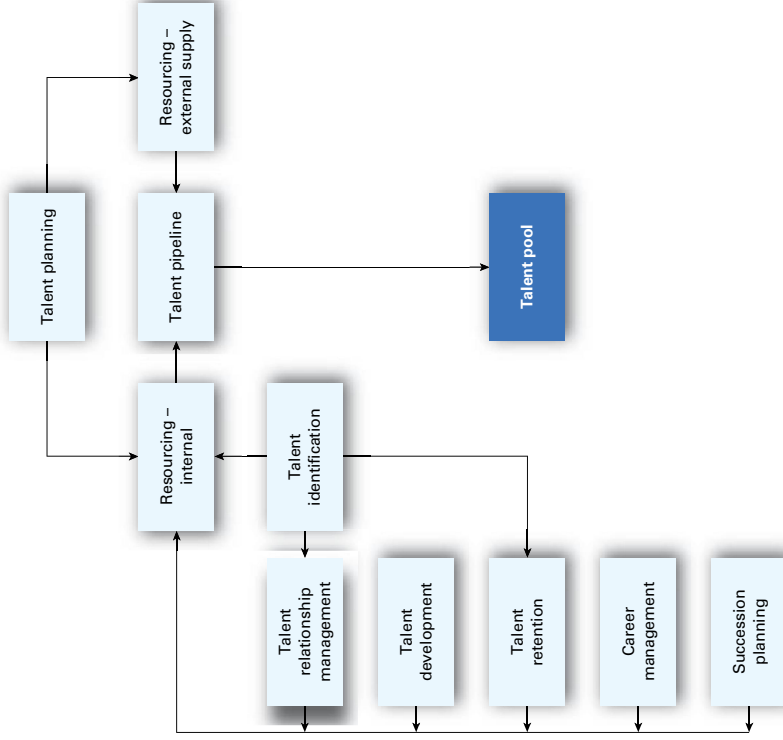 Talent planning
Resourcing –
external supply
Talent pipeline
Resourcing –
internal
Talent
identification
Talent pool
Talent
relationship
management
Talent
development
Talent
retention
Career
management
Succession
planning